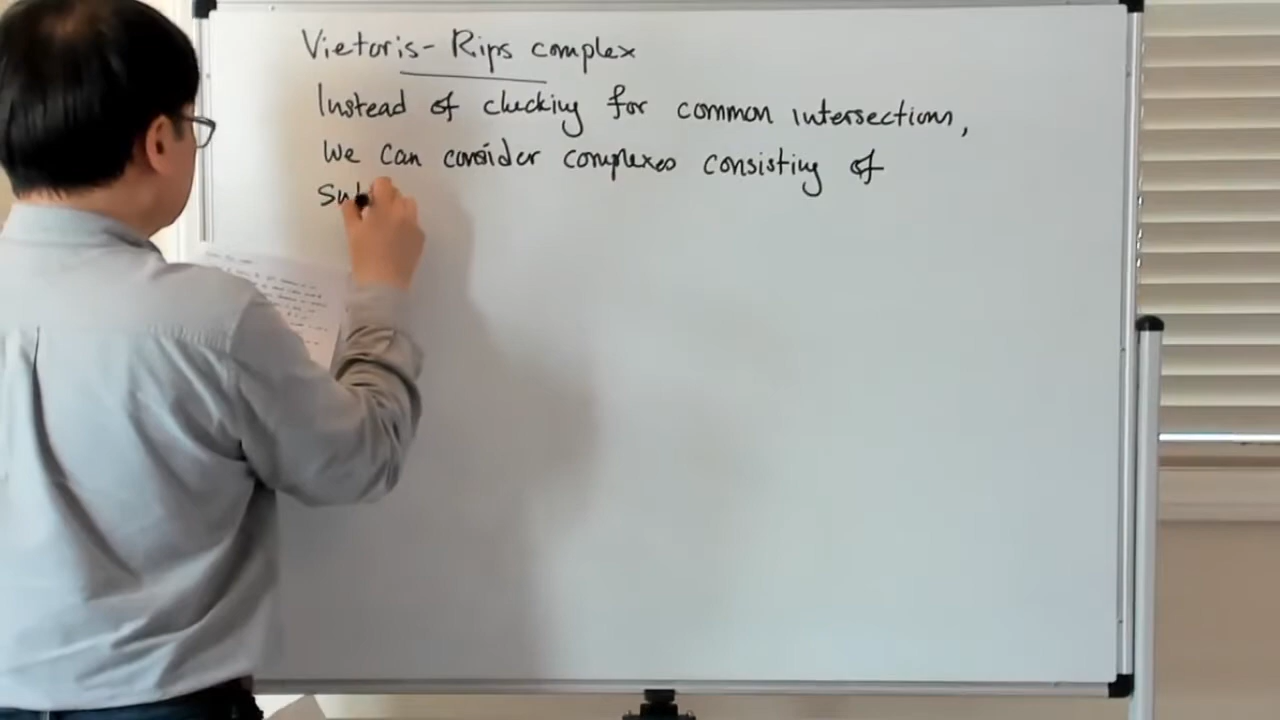 Vietoris-Rips complex
Instead of checking for common intersections,
we can consider complexes consisting of